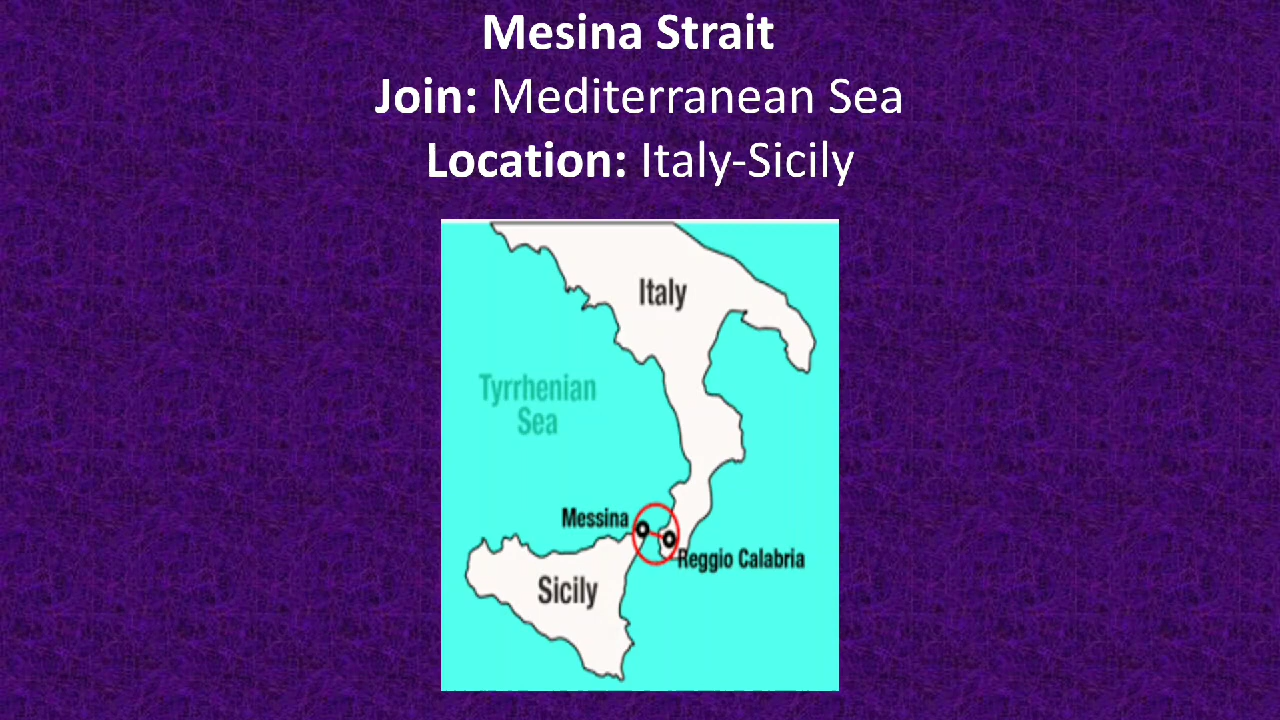 Mesina Strait
Join: Mediterranean Sea
Location: Italy-Sicily
Italy
Tyrrhenian
Sea
Messina
Reggio Calabria
Sicily